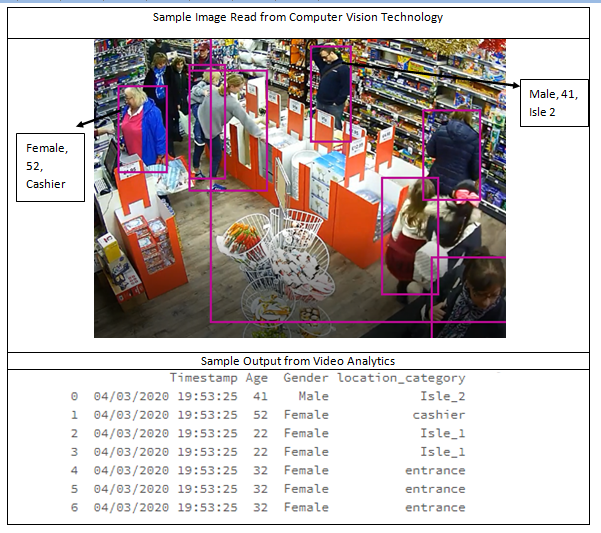 Sample Image Read from Computer Vision Technology
Male, 41,
Isle 2
Female,
52,
Cashier
Sample Output from Video Analytics
Timestamp Age Gender location_category
0 04/03/2020 19:53:25 41 Male Isle_2
1 04/03/2020 19:53:25 52 Female cashier
2 04/03/2020 19:53:25 22 Female Isle_1
3 04/03/2020 19:53:25 22 Female Isle_1
4 04/03/2020 19:53:25 32 Female entrance
5 04/03/2020 19:53:25 32 Female entrance
6 04/03/2020 19:53:25 32 Female entrance